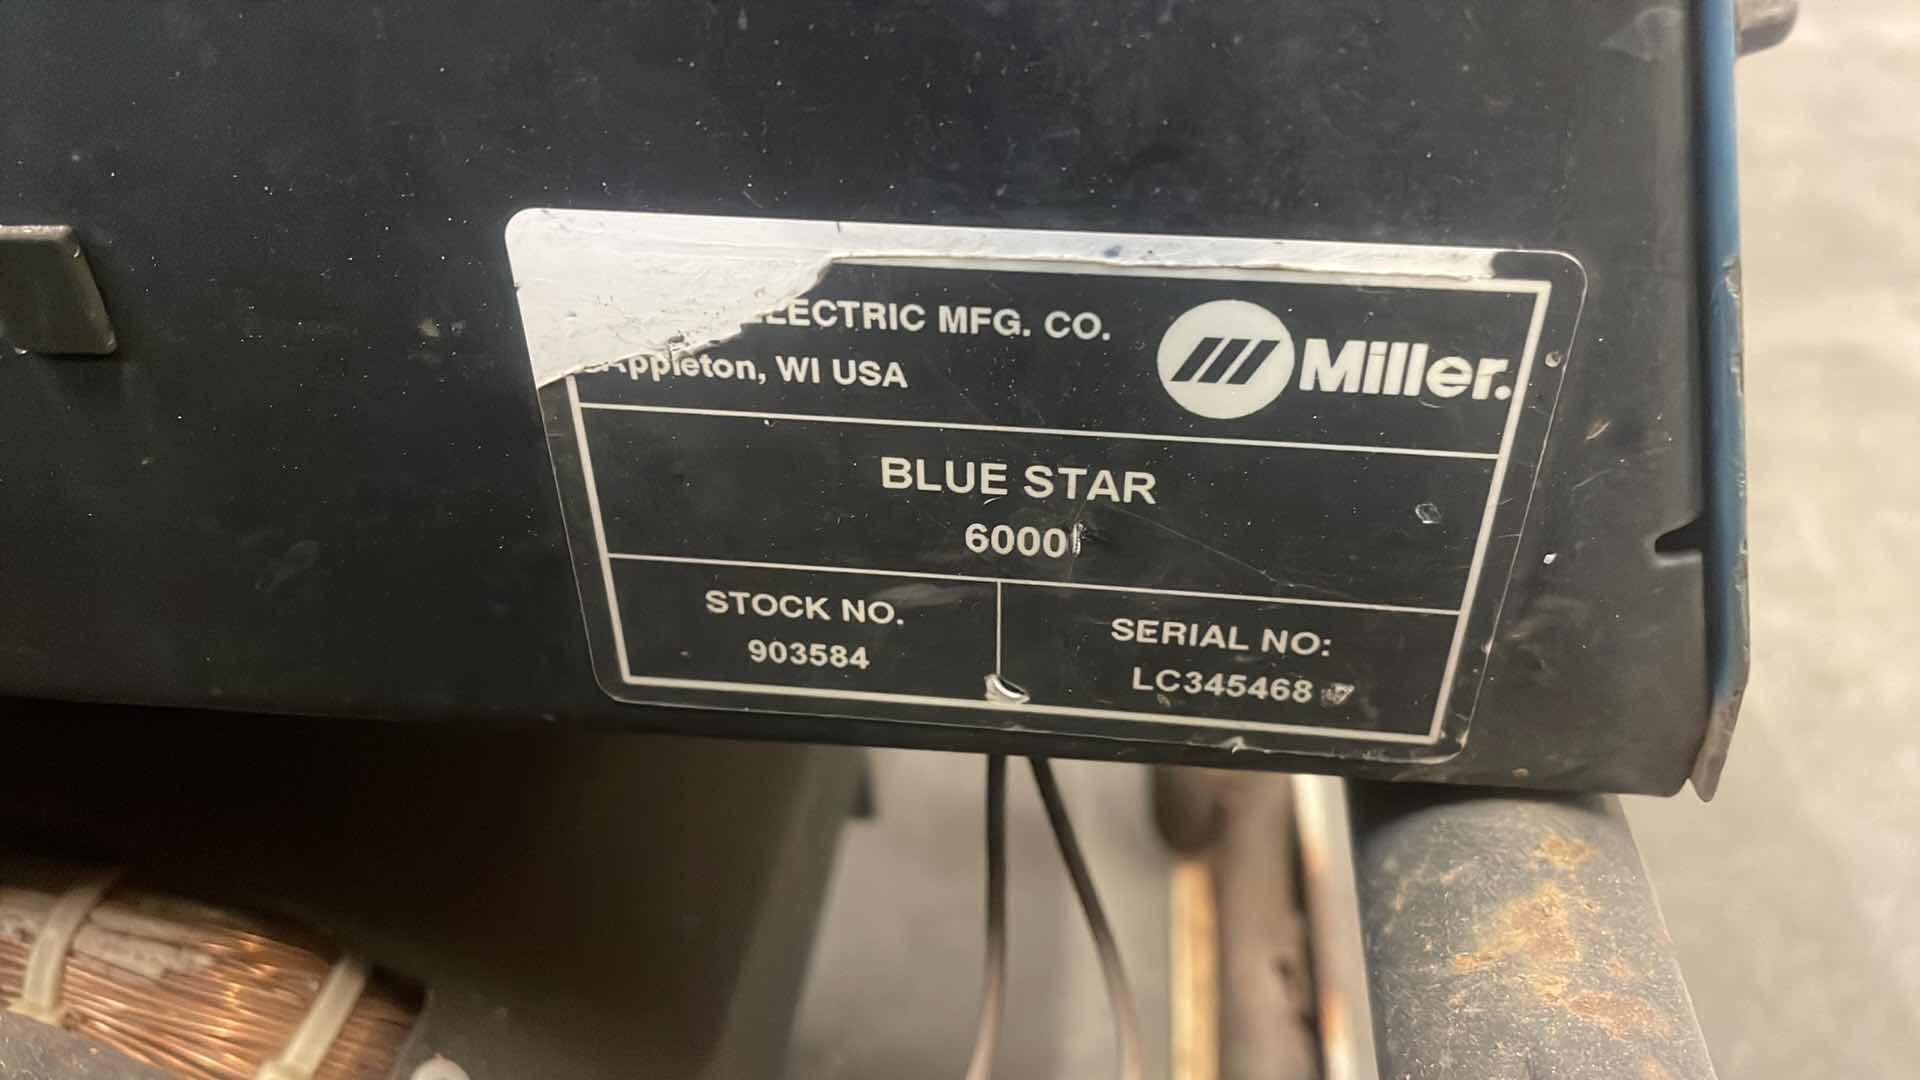 ELECTRIC MFG. CO.
Appleton, WI USA
Miller.
BLUE STAR
6000
STOCK NO.
903584
SERIAL NO:
LC345468